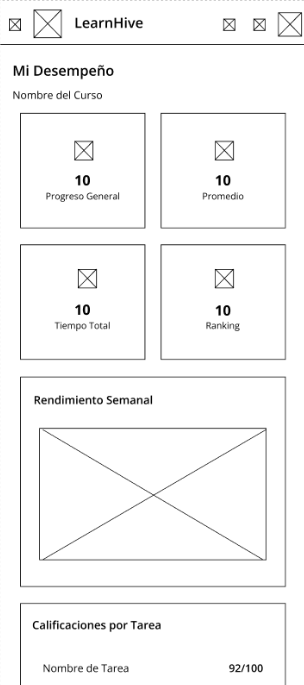 LearnHive
Mi Desempeño
Nombre del Curso
10
Progreso General
10
Promedio
10
Tiempo Total
10
Ranking
Rendimiento Semanal
Calificaciones por Tarea
Nombre de Tarea 92/100